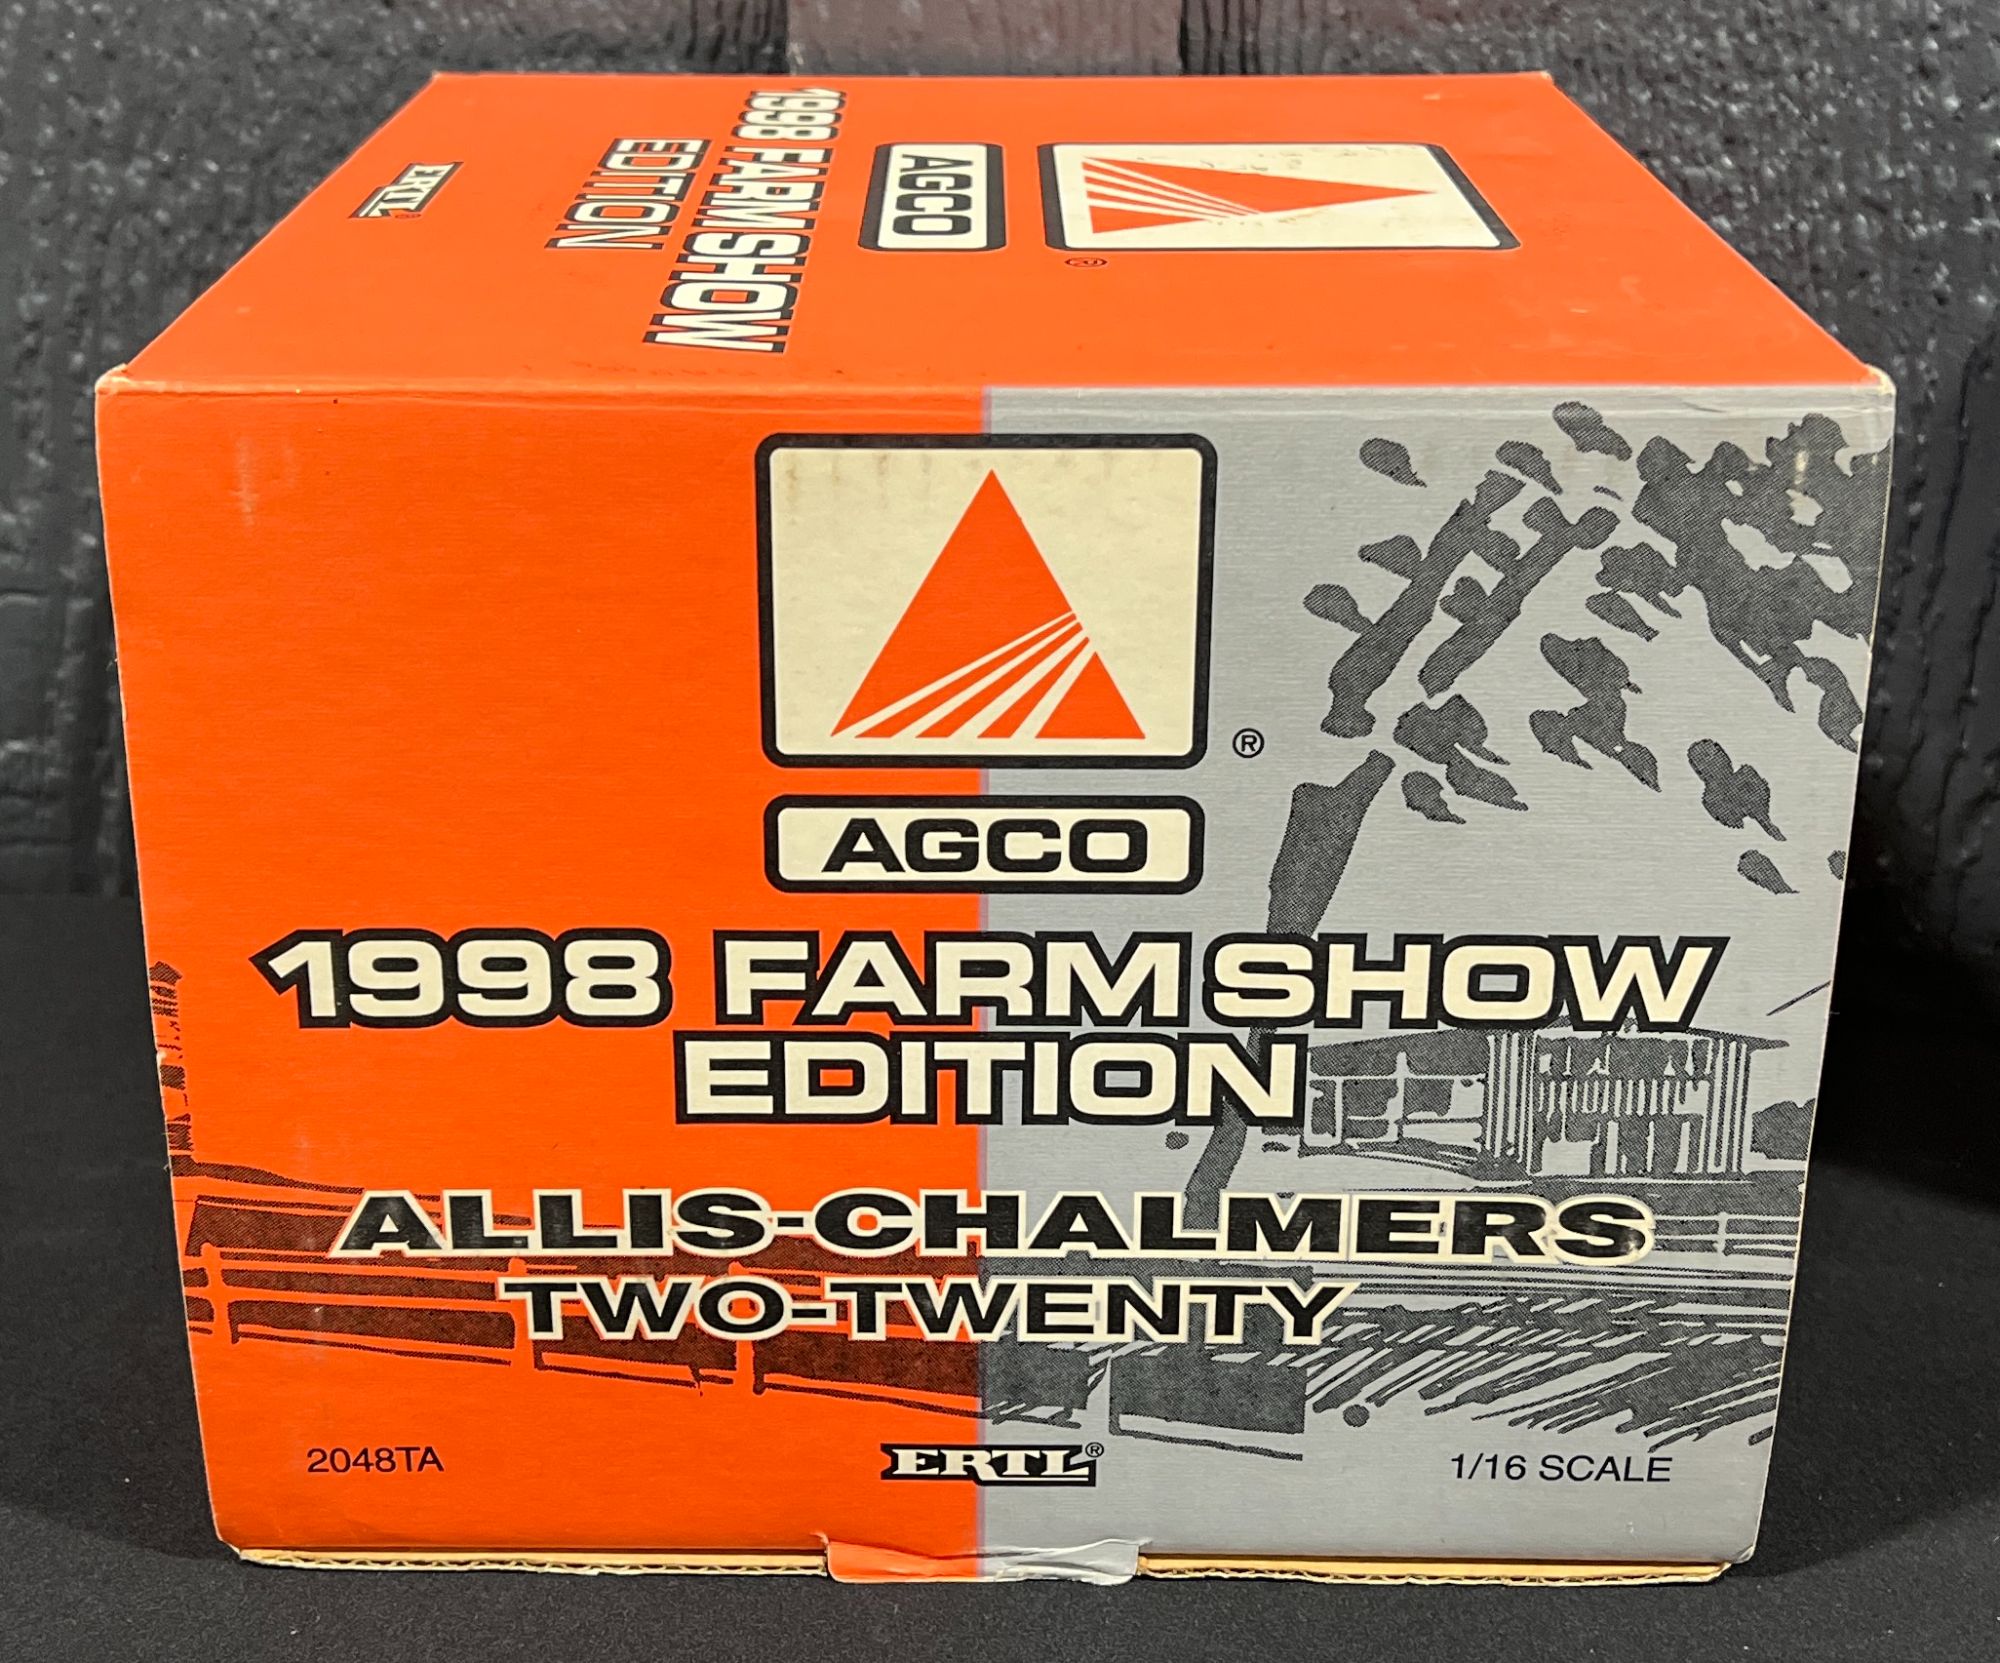 1998 FARM SHOW
EDITION
ERTL®
AGCO
®
®
AGCO
1998 FARM SHOW
EDITION
ALLIS-CHALMERS
TWO-TWENTY
2048TA
ERTL®
1/16 SCALE